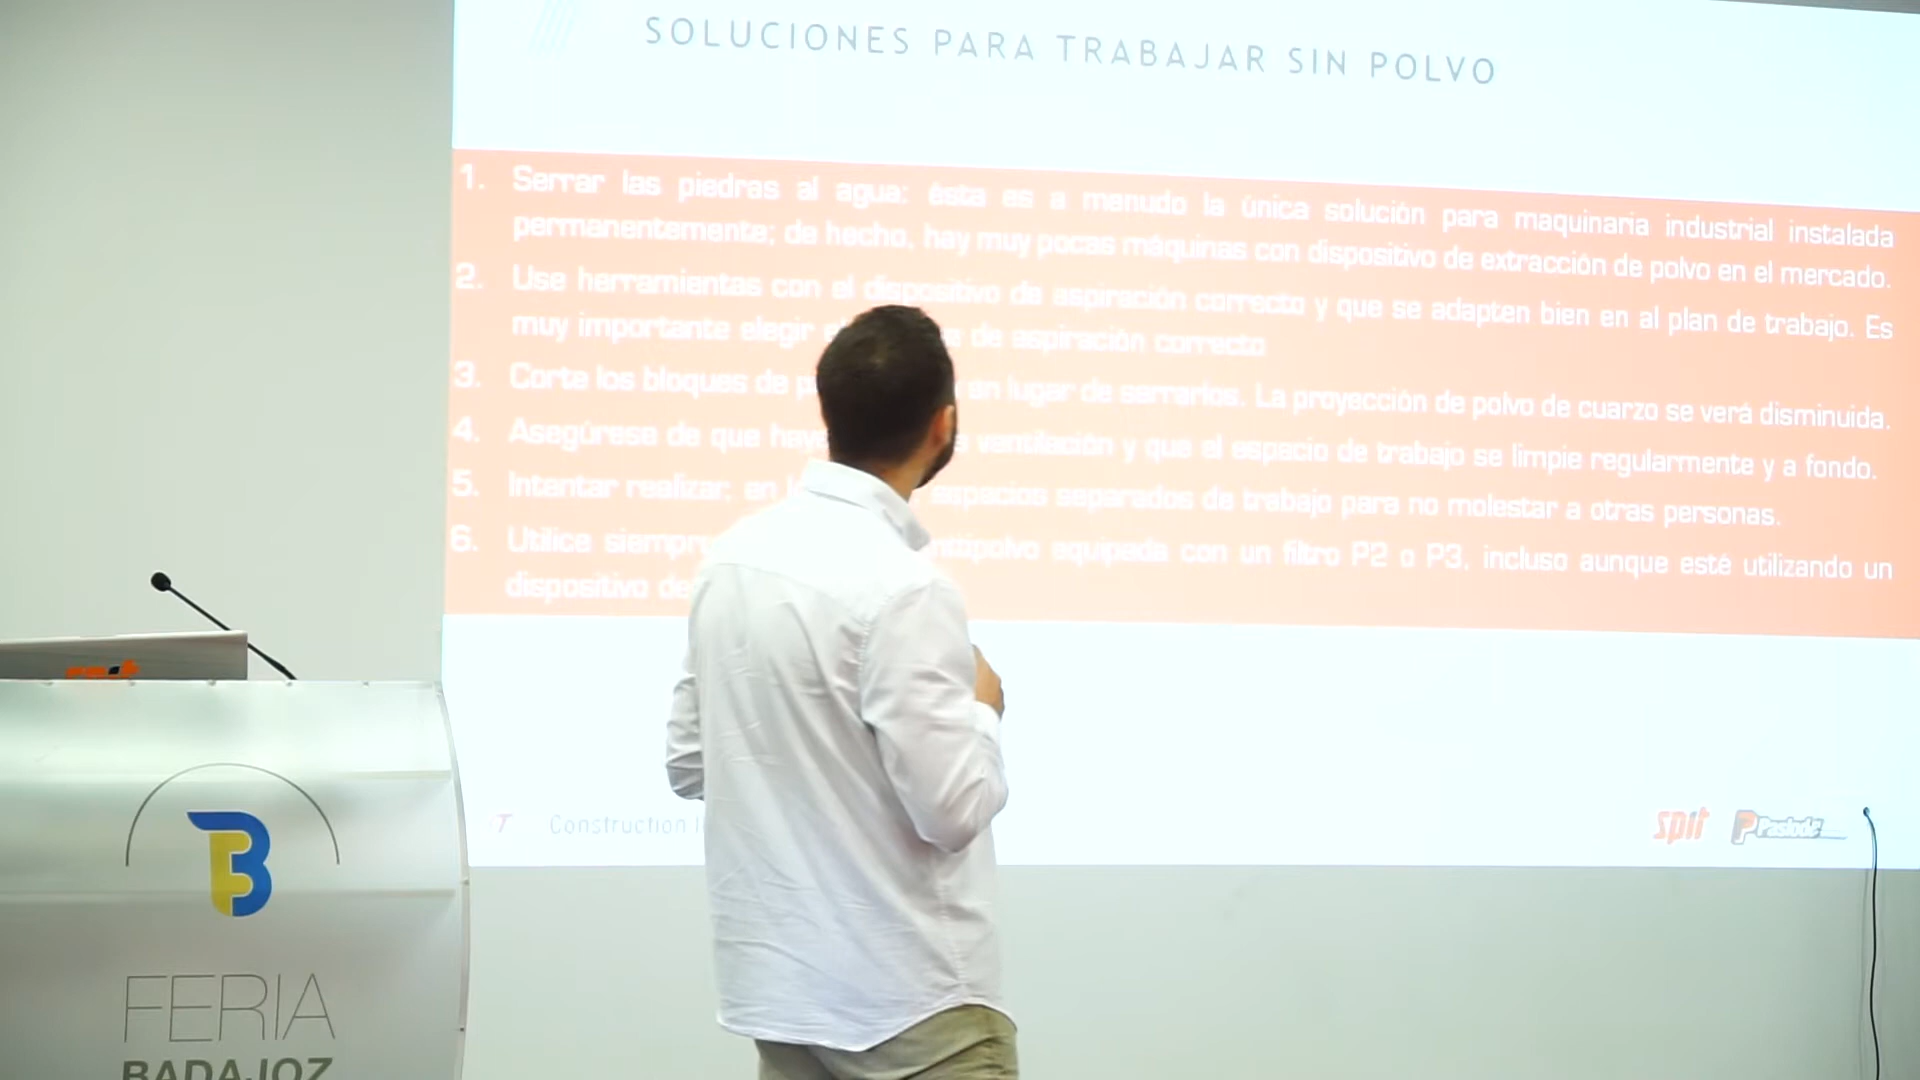 SOLUCIONES PARA TRABAJAR SIN POLVO
1. Serrar las piedras al agua: ésta es a menudo la única solución para maquinaria industrial instalada
permanentemente; de hecho, hay muy pocas máquinas con dispositivo de extracción de polvo en el mercado.
2. Use herramientas con el dispositivo de aspiración correcto y que se adapten bien en al plan de trabajo. Es
muy importante elegir de aspiración correcto
3. Corte los bloques de en lugar de serrarlos. La proyección de polvo de cuarzo se verá disminuida.
4. Asegúrese de que ventilación y que el espacio de trabajo se limpie regularmente y a fondo.
5. Intentar realizar, en espacios separados de trabajo para no molestar a otras personas.
6. Utilice siempre equipada con un filtro P2 o P3, incluso aunque esté utilizando un
dispositivo de
Construction
spit Paslode
B
FERIA
BADAJOZ